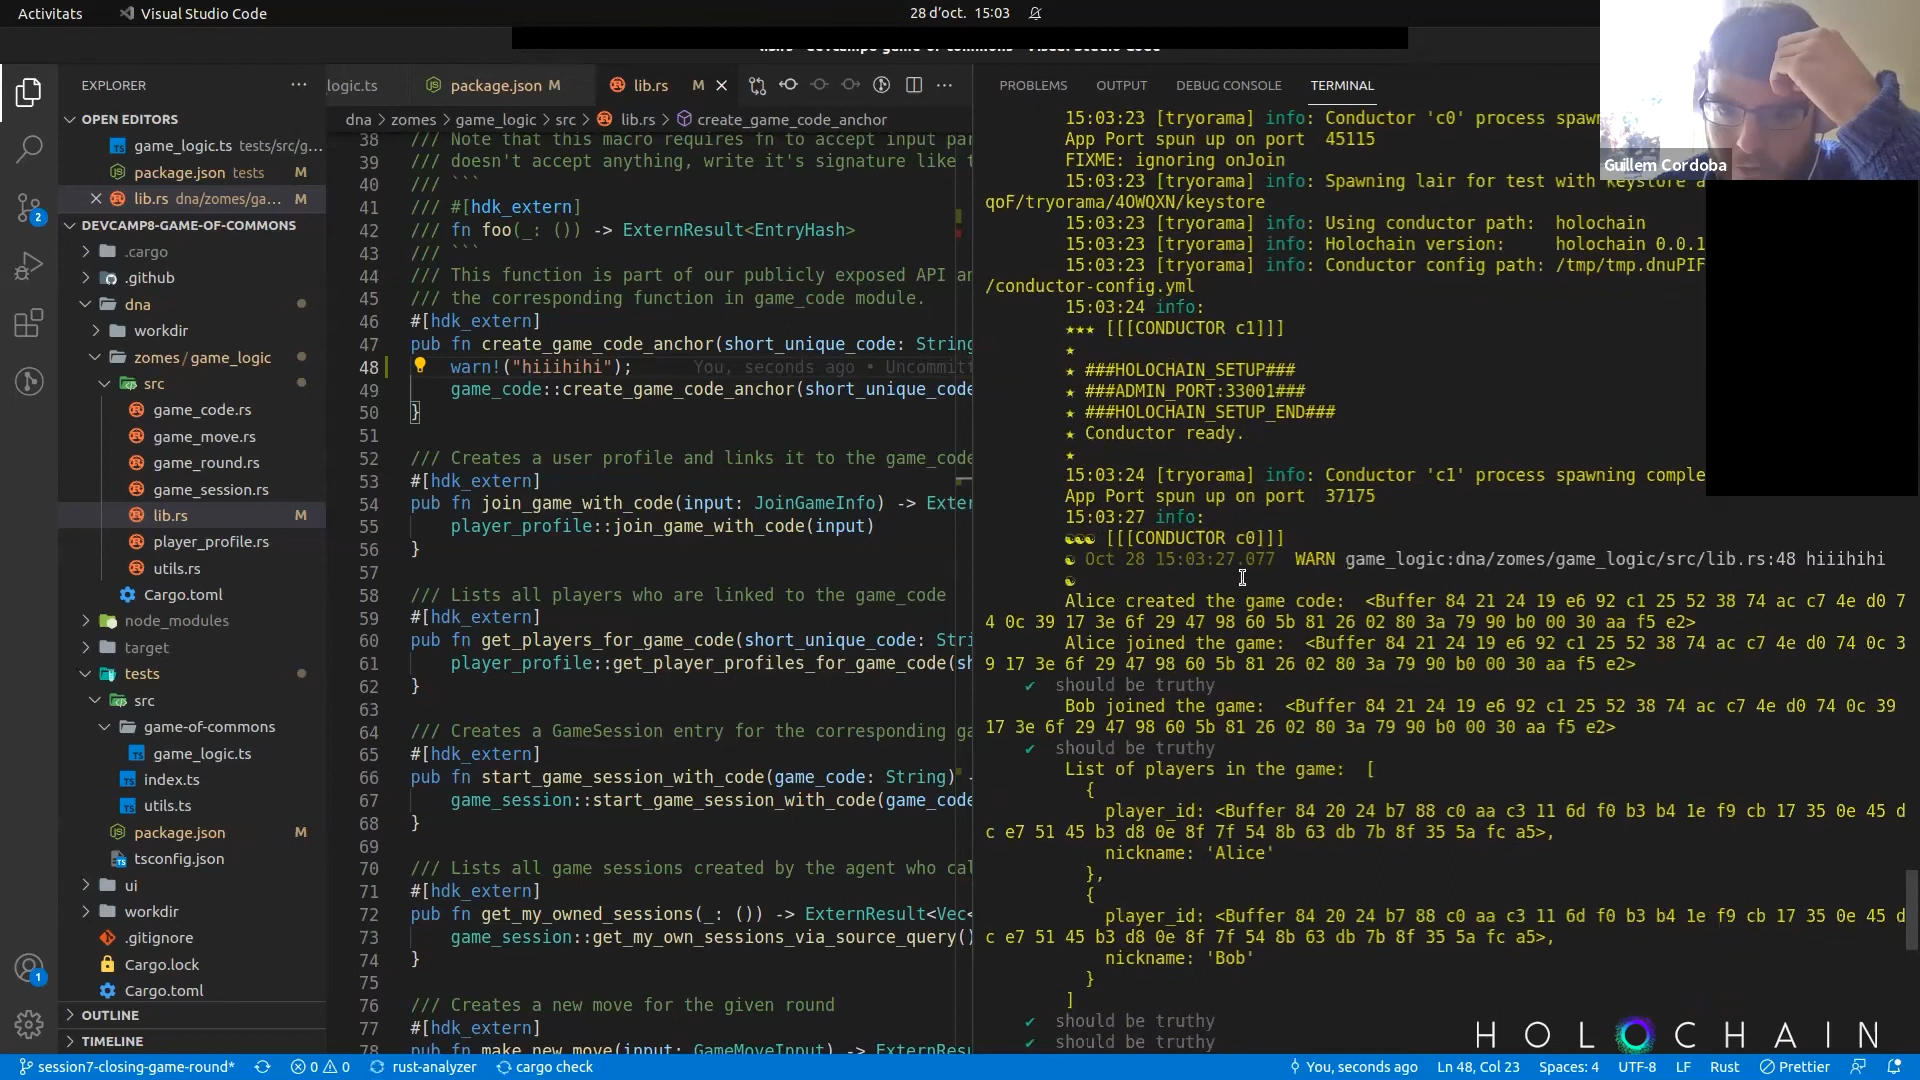 Activitats
Visual Studio Code
28 d'oct. 15:03
Guillem Cordoba
EXPLORER
OPEN EDITORS
game_logic.ts tests/src/g...
package.json tests M
lib.rs dna/zomes/ga... M
DEVCAMP8-GAME-OF-COMMONS
.cargo
.github
dna
workdir
zomes / game_logic
src
game_code.rs
game_move.rs
game_round.rs
game_session.rs
lib.rs M
player_profile.rs
utils.rs
Cargo.toml
node_modules
target
tests
src
game-of-commons
game_logic.ts
index.ts
utils.ts
package.json M
tsconfig.json
ui
workdir
.gitignore
Cargo.lock
Cargo.toml
OUTLINE
TIMELINE
2
1
logic.ts
package.json M
lib.rs M
dna > zomes > game_logic > src > lib.rs > create_game_code_anchor
38 /// Note that this macro requires fn to accept input par
39 /// doesn't accept anything, write it's signature like t
40 /// ```
41 /// #[hdk_extern]
42 /// fn foo(_: ()) -> ExternResult<EntryHash>
43 /// ```
44 /// This function is part of our publicly exposed API an
45 /// the corresponding function in game_code module.
46 #[hdk_extern]
47 pub fn create_game_code_anchor(short_unique_code: String
48 warn!("hiiihihi"); You, seconds ago • Uncommitt
49 game_code::create_game_code_anchor(short_unique_code
50 }
51
52 /// Creates a user profile and links it to the game_code
53 #[hdk_extern]
54 pub fn join_game_with_code(input: JoinGameInfo) -> Exter
55 player_profile::join_game_with_code(input)
56 }
57
58 /// Lists all players who are linked to the game_code
59 #[hdk_extern]
60 pub fn get_players_for_game_code(short_unique_code: Stri
61 player_profile::get_player_profiles_for_game_code(sh
62 }
63
64 /// Creates a GameSession entry for the corresponding ga
65 #[hdk_extern]
66 pub fn start_game_session_with_code(game_code: String) -
67 game_session::start_game_session_with_code(game_code
68 }
69
70 /// Lists all game sessions created by the agent who cal
71 #[hdk_extern]
72 pub fn get_my_owned_sessions(_: ()) -> ExternResult<Vec<
73 game_session::get_my_own_sessions_via_source_query()
74 }
75
76 /// Creates a new move for the given round
77 #[hdk_extern]
78 pub fn make_new_move(input: GameMoveInput) -> ExternResu
PROBLEMS OUTPUT DEBUG CONSOLE TERMINAL
15:03:23 [tryorama] info: Conductor 'c0' process spawn
App Port spun up on port 45115
FIXME: ignoring onJoin
15:03:23 [tryorama] info: Spawning lair for test with keystore a
qoF/tryorama/4OWQXN/keystore
15:03:23 [tryorama] info: Using conductor path: holochain
15:03:23 [tryorama] info: Holochain version: holochain 0.0.1
15:03:23 [tryorama] info: Conductor config path: /tmp/tmp.dnuPIF
/conductor-config.yml
15:03:24 info:
★★★ [[[CONDUCTOR c1]]]
★
★ ###HOLOCHAIN_SETUP###
★ ###ADMIN_PORT:33001###
★ ###HOLOCHAIN_SETUP_END###
★ Conductor ready.
★
15:03:24 [tryorama] info: Conductor 'c1' process spawning comple
App Port spun up on port 37175
15:03:27 info:
☯☯☯ [[[CONDUCTOR c0]]]
☯ Oct 28 15:03:27.077 WARN game_logic:dna/zomes/game_logic/src/lib.rs:48 hiiihihi
☯
Alice created the game code: <Buffer 84 21 24 19 e6 92 c1 25 52 38 74 ac c7 4e d0 7
4 0c 39 17 3e 6f 29 47 98 60 5b 81 26 02 80 3a 79 90 b0 00 30 aa f5 e2>
Alice joined the game: <Buffer 84 21 24 19 e6 92 c1 25 52 38 74 ac c7 4e d0 74 0c 3
9 17 3e 6f 29 47 98 60 5b 81 26 02 80 3a 79 90 b0 00 30 aa f5 e2>
✔ should be truthy
Bob joined the game: <Buffer 84 21 24 19 e6 92 c1 25 52 38 74 ac c7 4e d0 74 0c 39
17 3e 6f 29 47 98 60 5b 81 26 02 80 3a 79 90 b0 00 30 aa f5 e2>
✔ should be truthy
List of players in the game: [
{
player_id: <Buffer 84 20 24 b7 88 c0 aa c3 11 6d f0 b3 b4 1e f9 cb 17 35 0e 45 d
c e7 51 45 b3 d8 0e 8f 7f 54 8b 63 db 7b 8f 35 5a fc a5>,
nickname: 'Alice'
},
{
player_id: <Buffer 84 20 24 b7 88 c0 aa c3 11 6d f0 b3 b4 1e f9 cb 17 35 0e 45 d
c e7 51 45 b3 d8 0e 8f 7f 54 8b 63 db 7b 8f 35 5a fc a5>,
nickname: 'Bob'
}
]
✔ should be truthy
✔ should be truthy
HOLOCHAIN
session7-closing-game-round* 0 0 rust-analyzer cargo check
You, seconds ago Ln 48, Col 23 Spaces: 4 UTF-8 LF Rust Prettier